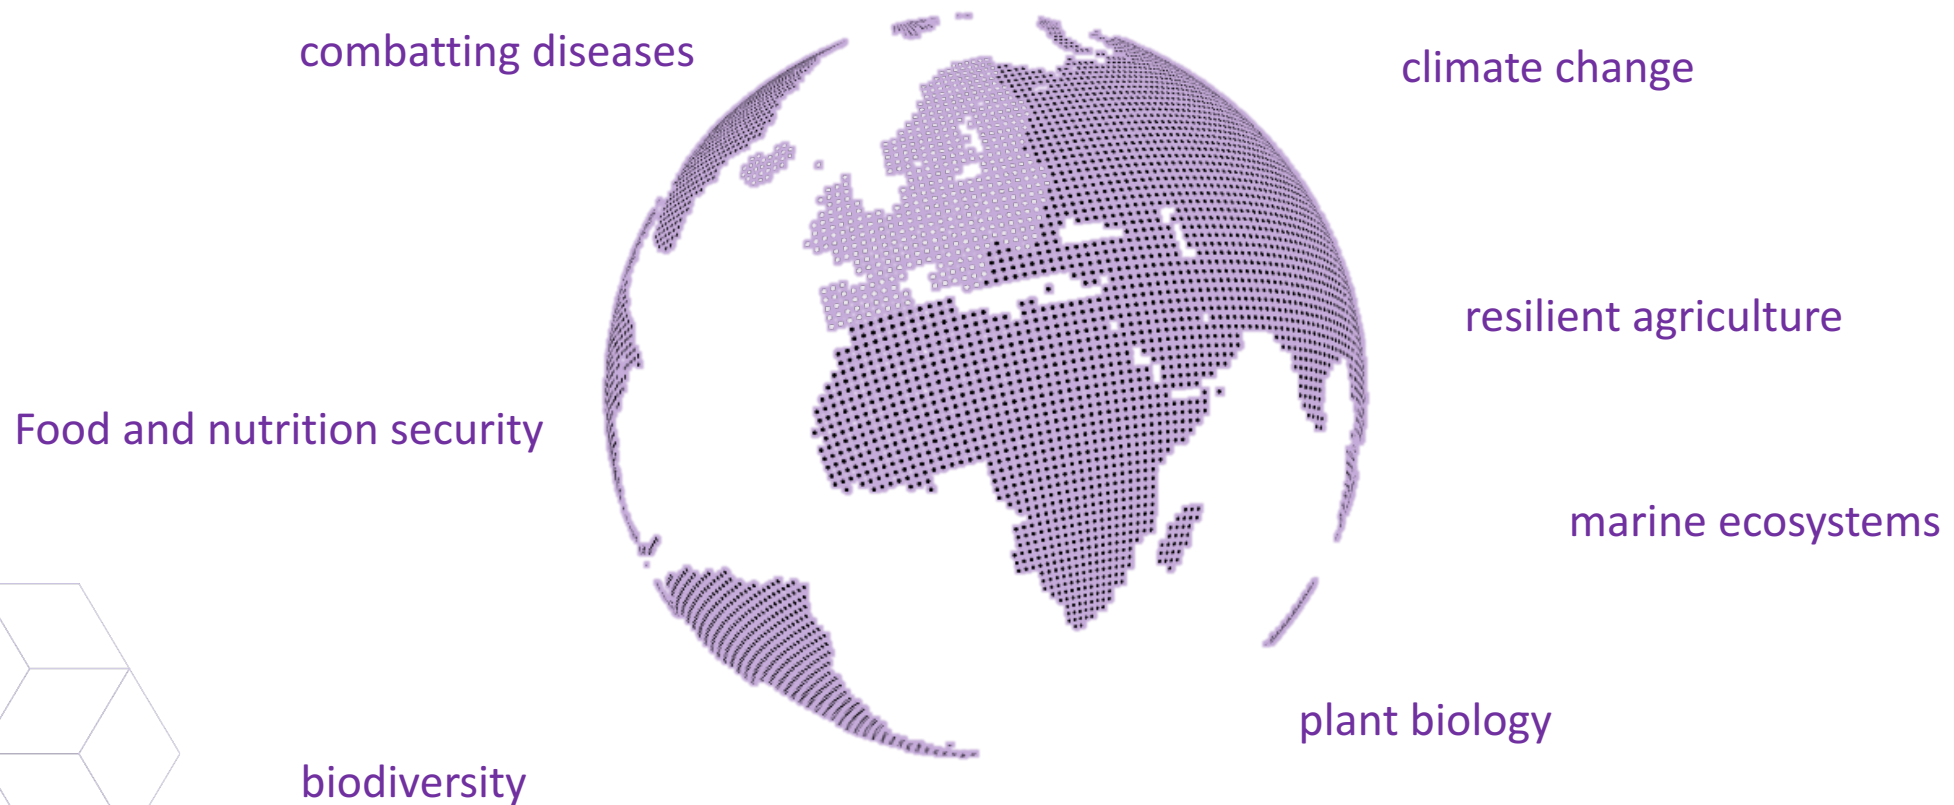 combatting diseases
climate change
resilient agriculture
Food and nutrition security
marine ecosystems
plant biology
biodiversity